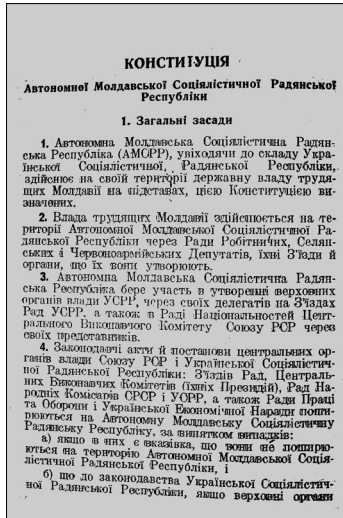 КОНСТИТУЦІЯ
Автономної Молдавської Соціялістичної Радянської
Республіки
1. Загальні засади
1. Автономна Молдавська Соціялістична Радян-
ська Республіка (АМСРР), увіходячи до складу Укра-
їнської Соціялістичної Радянської Республіки,
здійснює на своїй території державну владу трудя-
щих Молдавії на підставах, цією Конституцією ви-
значених.
2. Влада трудящих Молдавії здійснюється на те-
риторії Автономної Молдавської Соціялістичної Ра-
дянської Республіки через Ради Робітничих, Селян-
ських і Червоноармійських Депутатів, їхні З'їзди й
органи, що їх вони утворюють.
3. Автономна Молдавська Соціялістична Радян-
ська Республіка бере участь в утворенні верховних
органів влади УСРР, через своїх делегатів на З'їздах
Рад УСРР, а також в Раді Національностей Цент-
рального Виконавчого Комітету Союзу РСР через
своїх представників.
4. Законодавчі акти й постанови центральних ор-
ганів влади Союзу РСР і Української Соціялістич-
ної Радянської Республіки: З'їздів Рад, Централь-
них Виконавчих Комітетів (їхніх Президій), Рад На-
родніх Комісарів СРСР і УСРР, а також Ради Праці
та Оборони і Української Економічної Наради поши-
рюються на Автономну Молдавську Соціялістичну
Радянську Республіку, за винятком випадків:
а) якщо в них є вказівка, що вони не поширю-
ються на територію Автономної Молдавської Соція-
лістичної Радянської Республіки, і
б) що до законодавства Української Соціялістич-
ної Радянської Республіки, якщо верховні органи